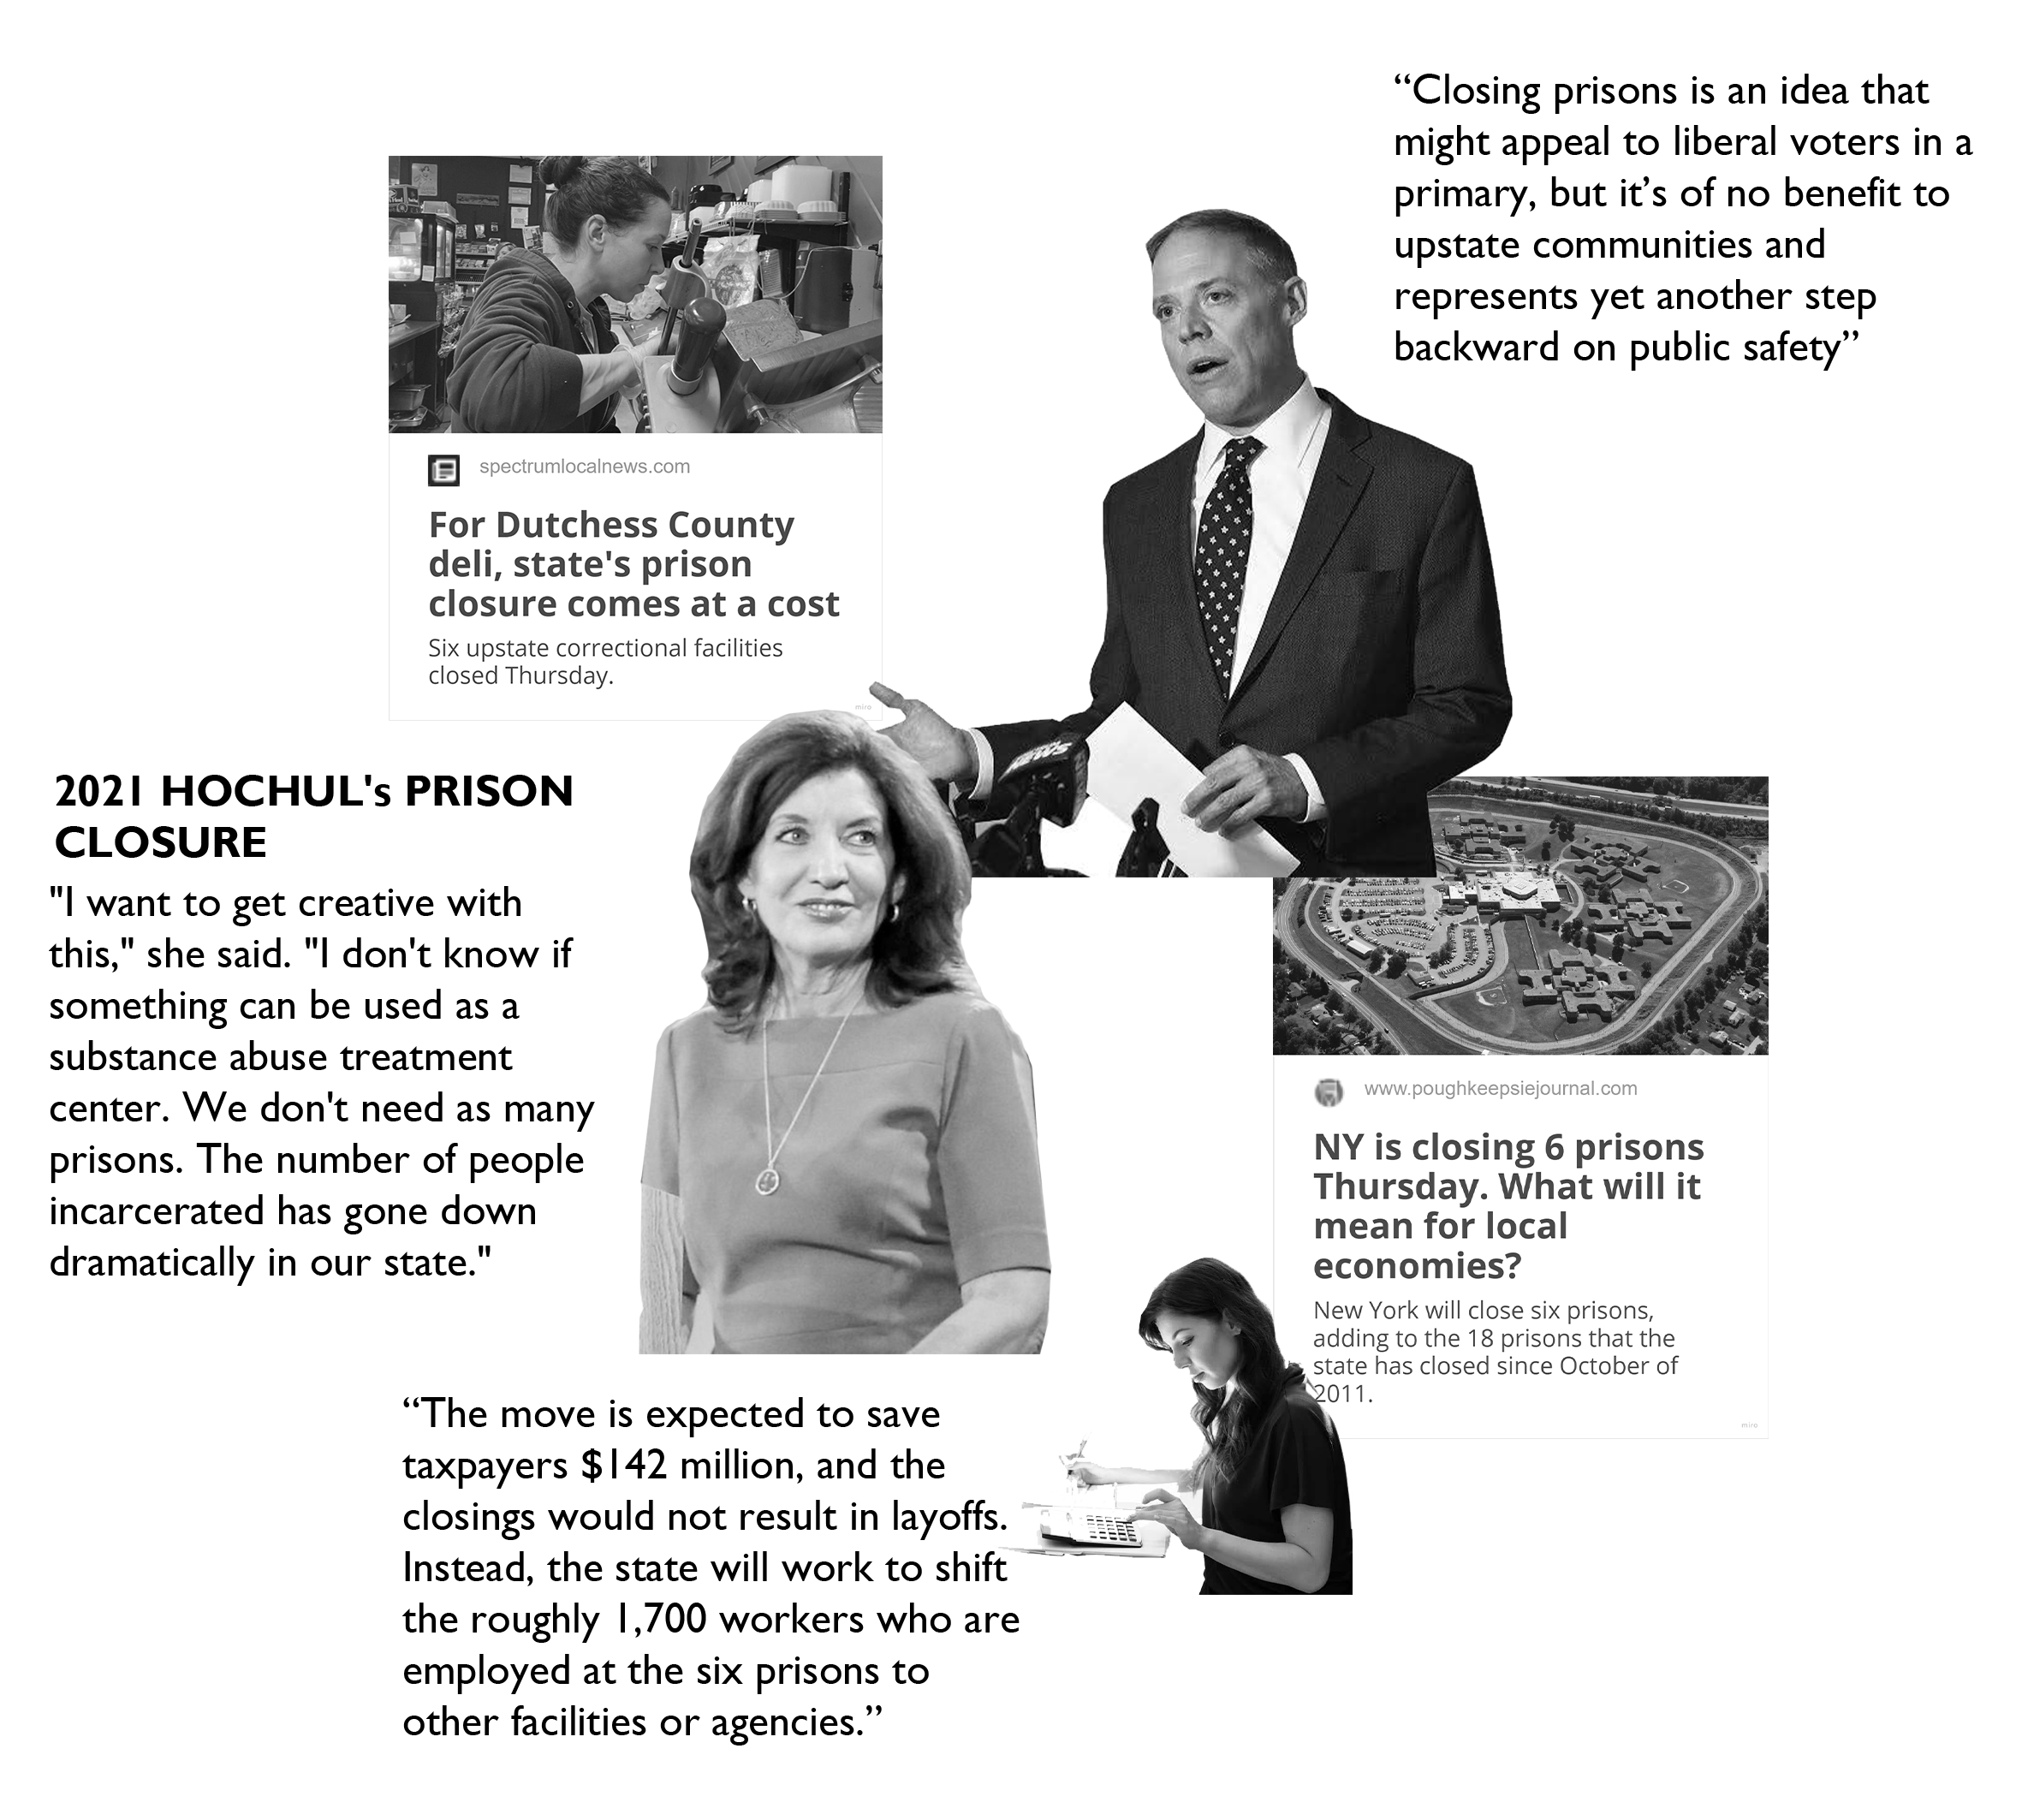 “Closing prisons is an idea that
might appeal to liberal voters in a
primary, but it’s of no benefit to
upstate communities and
represents yet another step
backward on public safety”
spectrumlocalnews.com
For Dutchess County
deli, state's prison
closure comes at a cost
Six upstate correctional facilities
closed Thursday.
miro
2021 HOCHUL's PRISON
CLOSURE
"I want to get creative with
this," she said. "I don't know if
something can be used as a
substance abuse treatment
center. We don't need as many
prisons. The number of people
incarcerated has gone down
dramatically in our state."
www.poughkeepsiejournal.com
NY is closing 6 prisons
Thursday. What will it
mean for local
economies?
New York will close six prisons,
adding to the 18 prisons that the
state has closed since October of
2011.
miro
“The move is expected to save
taxpayers $142 million, and the
closings would not result in layoffs.
Instead, the state will work to shift
the roughly 1,700 workers who are
employed at the six prisons to
other facilities or agencies.”